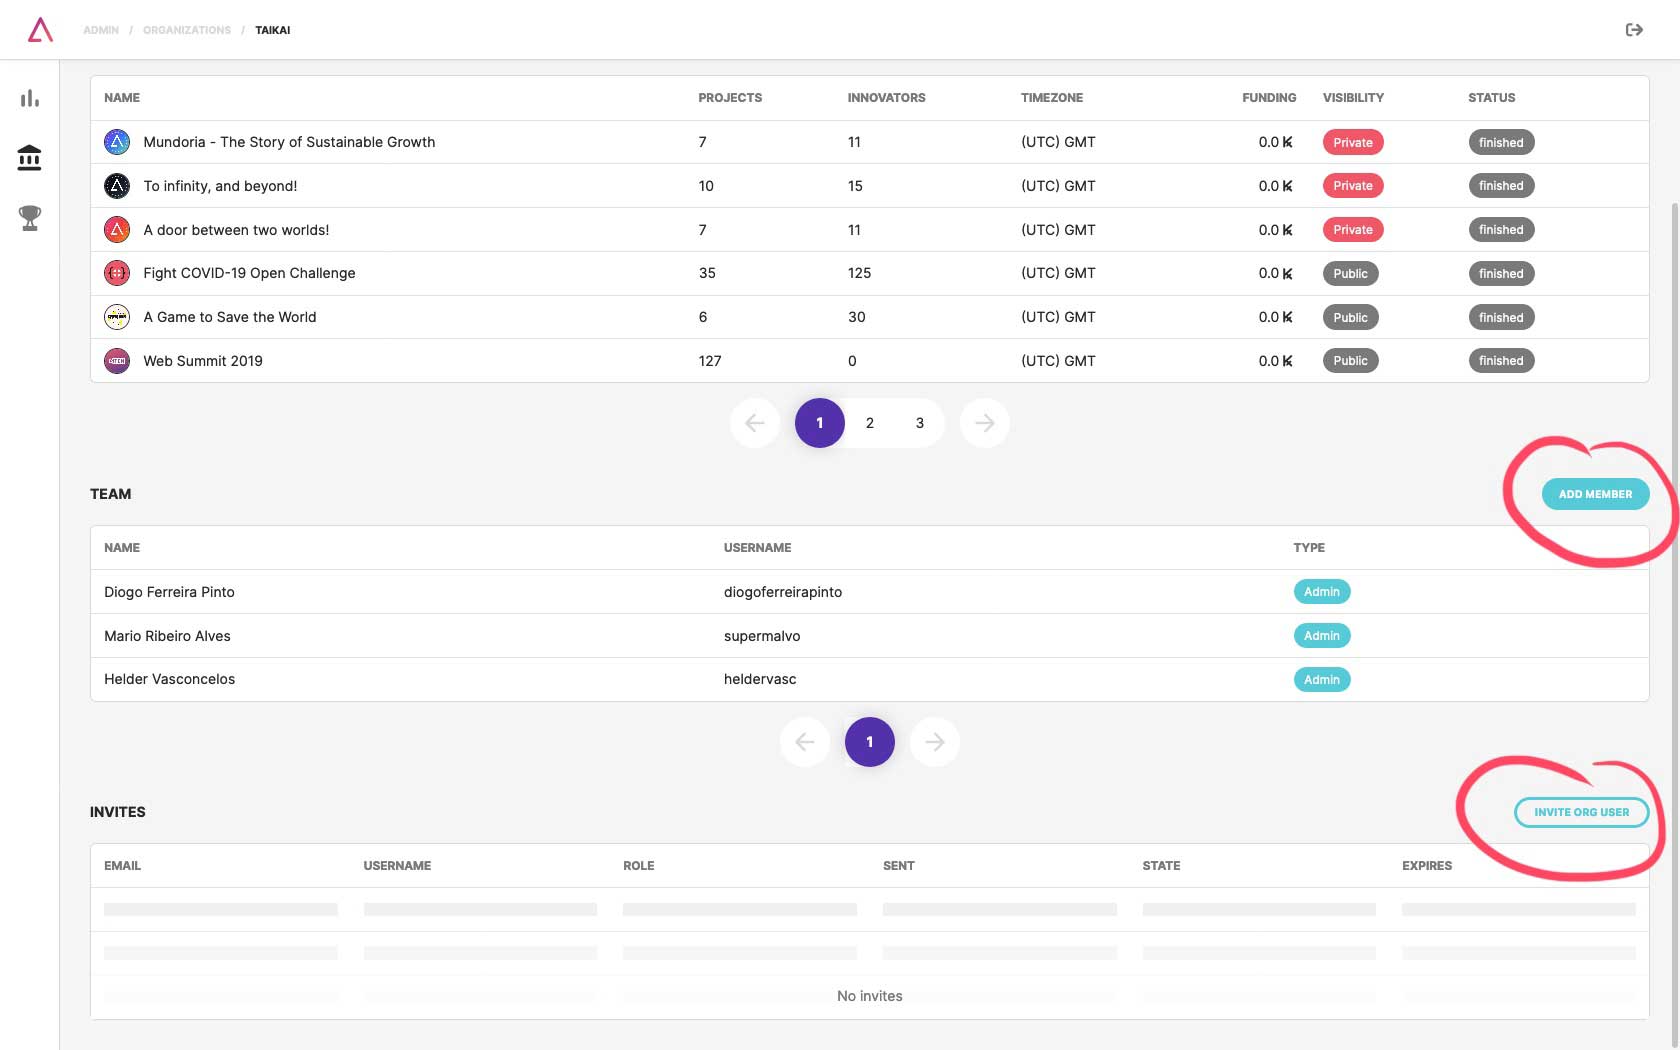 ADMIN / ORGANIZATIONS / TAIKAI
NAME PROJECTS INNOVATORS TIMEZONE FUNDING VISIBILITY STATUS
Mundoria - The Story of Sustainable Growth 7 11 (UTC) GMT 0.0 Private finished
To infinity, and beyond! 10 15 (UTC) GMT 0.0 Private finished
A door between two worlds! 7 11 (UTC) GMT 0.0 Private finished
Fight COVID-19 Open Challenge 35 125 (UTC) GMT 0.0 Public finished
A Game to Save the World 6 30 (UTC) GMT 0.0 Public finished
Web Summit 2019 127 0 (UTC) GMT 0.0 Public finished
1 2 3
TEAM ADD MEMBER
NAME USERNAME TYPE
Diogo Ferreira Pinto diogoferreirapinto Admin
Mario Ribeiro Alves supermalvo Admin
Helder Vasconcelos heldervasc Admin
1
INVITES INVITE ORG USER
EMAIL USERNAME ROLE SENT STATE EXPIRES
No invites